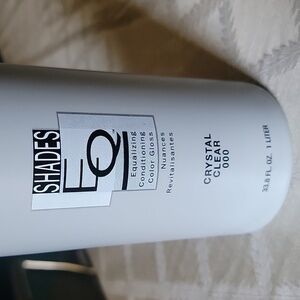 SHADES
EQ
Equalizing
Conditioning
Color Gloss
Nuances
Revitalisantes
CRYSTAL
CLEAR
000
33.8 FL. OZ. 1 LITER